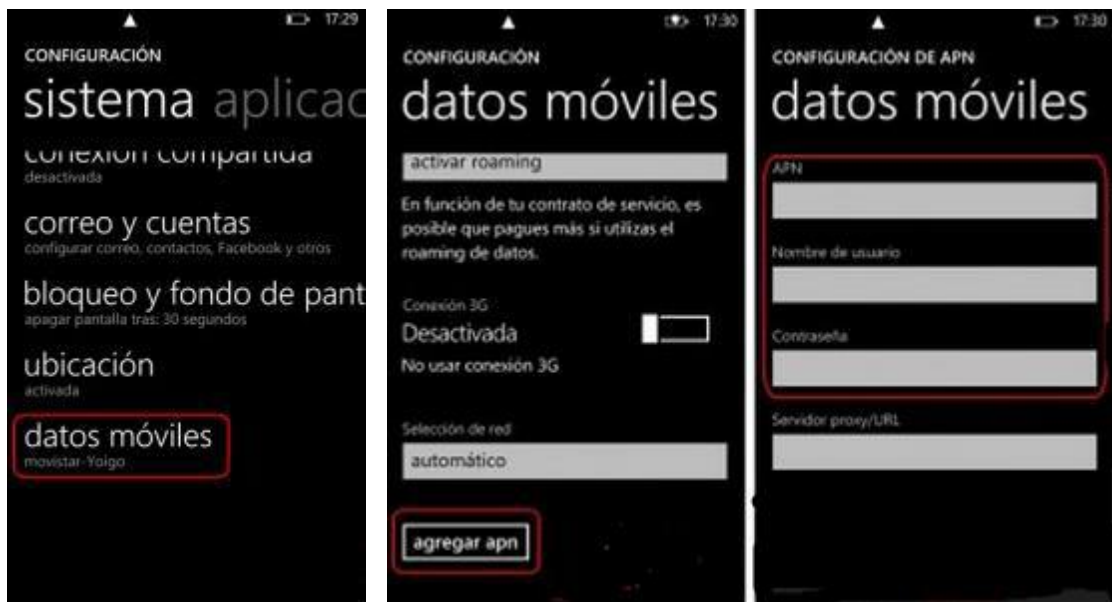 17:29
CONFIGURACIÓN
sistema aplicac
conexión compartida
desactivada
correo y cuentas
configurar correo, contactos, Facebook y otros
bloqueo y fondo de pant
apagar pantalla tras: 30 segundos
ubicación
activada
datos móviles
movistar-Yoigo
17:30
CONFIGURACIÓN
datos móviles
activar roaming
En función de tu contrato de servicio, es
posible que pagues más si utilizas el
roaming de datos.
Conexión 3G
Desactivada
No usar conexión 3G
Selección de red
automático
agregar apn
17:30
CONFIGURACIÓN DE APN
datos móviles
APN
Nombre de usuario
Contraseña
Servidor proxy/URL